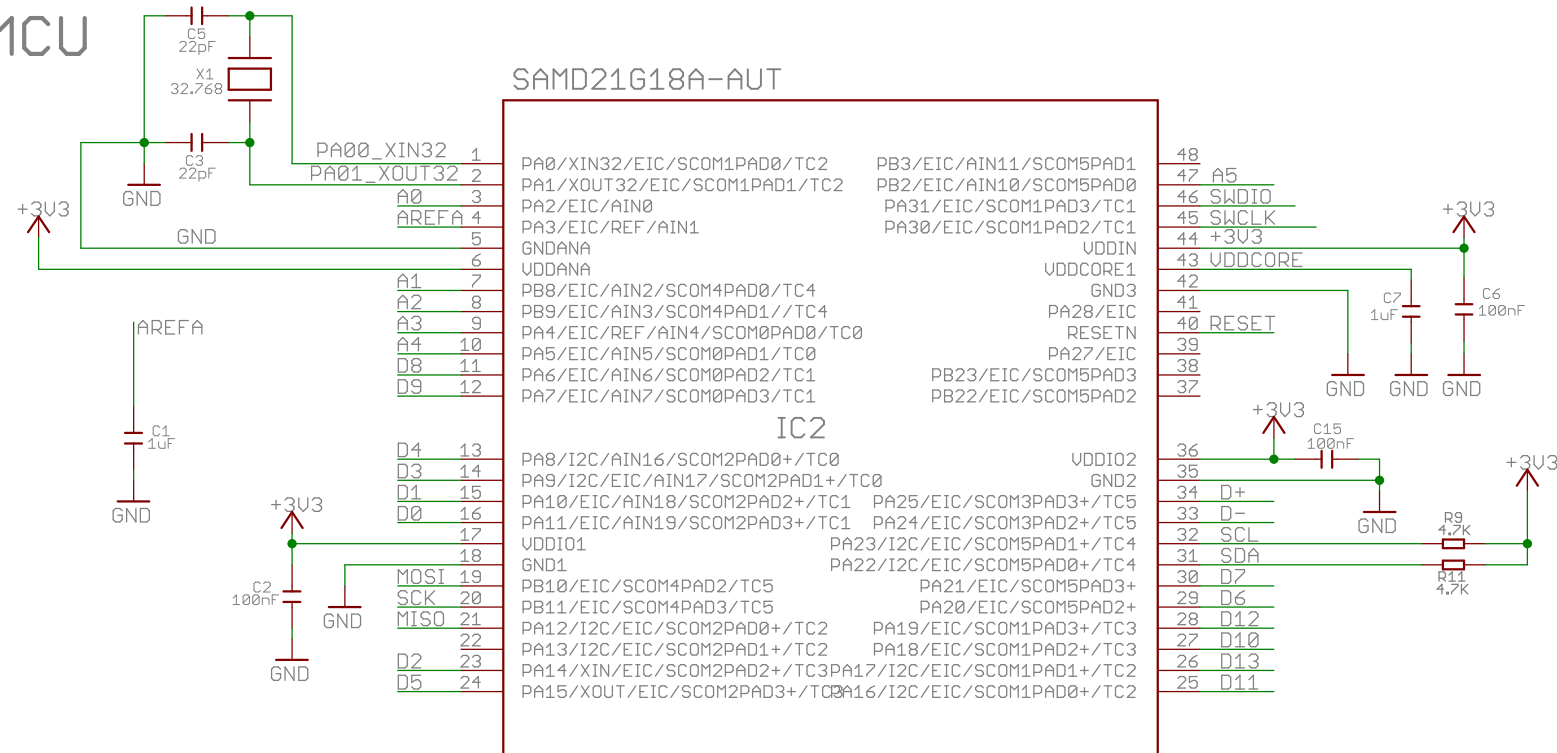 MCU
C5
22pF
X1
32.768
C3
22pF
GND
+3V3
GND
PA00_XIN32
PA01_XOUT32
A0
AREFA
A1
A2
A3
A4
D8
D9
D4
D3
D1
D0
MOSI
SCK
MISO
D2
D5
AREFA
C1
1uF
GND
+3V3
C2
100nF
GND
GND
SAMD21G18A-AUT
IC2
1 PA0/XIN32/EIC/SCOM1PAD0/TC2
2 PA1/XOUT32/EIC/SCOM1PAD1/TC2
3 PA2/EIC/AIN0
4 PA3/EIC/REF/AIN1
5 GNDANA
6 VDDANA
7 PB8/EIC/AIN2/SCOM4PAD0/TC4
8 PB9/EIC/AIN3/SCOM4PAD1//TC4
9 PA4/EIC/REF/AIN4/SCOM0PAD0/TC0
10 PA5/EIC/AIN5/SCOM0PAD1/TC0
11 PA6/EIC/AIN6/SCOM0PAD2/TC1
12 PA7/EIC/AIN7/SCOM0PAD3/TC1
13 PA8/I2C/AIN16/SCOM2PAD0+/TC0
14 PA9/I2C/EIC/AIN17/SCOM2PAD1+/TC0
15 PA10/EIC/AIN18/SCOM2PAD2+/TC1
16 PA11/EIC/AIN19/SCOM2PAD3+/TC1
17 VDDIO1
18 GND1
19 PB10/EIC/SCOM4PAD2/TC5
20 PB11/EIC/SCOM4PAD3/TC5
21 PA12/I2C/EIC/SCOM2PAD0+/TC2
22 PA13/I2C/EIC/SCOM2PAD1+/TC2
23 PA14/XIN/EIC/SCOM2PAD2+/TC3
24 PA15/XOUT/EIC/SCOM2PAD3+/TC3
PB3/EIC/AIN11/SCOM5PAD1 48
PB2/EIC/AIN10/SCOM5PAD0 47 A5
PA31/EIC/SCOM1PAD3/TC1 46 SWDIO
PA30/EIC/SCOM1PAD2/TC1 45 SWCLK
VDDIN 44 +3V3
VDDCORE1 43 VDDCORE
GND3 42
PA28/EIC 41
RESETN 40 RESET
PA27/EIC 39
PB23/EIC/SCOM5PAD3 38
PB22/EIC/SCOM5PAD2 37
VDDIO2 36
GND2 35
PA25/EIC/SCOM3PAD3+/TC5 34 D+
PA24/EIC/SCOM3PAD2+/TC5 33 D-
PA23/I2C/EIC/SCOM5PAD1+/TC4 32 SCL
PA22/I2C/EIC/SCOM5PAD0+/TC4 31 SDA
PA21/EIC/SCOM5PAD3+ 30 D7
PA20/EIC/SCOM5PAD2+ 29 D6
PA19/EIC/SCOM1PAD3+/TC3 28 D12
PA18/EIC/SCOM1PAD2+/TC3 27 D10
PA17/I2C/EIC/SCOM1PAD1+/TC2 26 D13
PA16/I2C/EIC/SCOM1PAD0+/TC2 25 D11
+3V3
C7
1uF
C6
100nF
GND
GND
GND
+3V3
C15
100nF
GND
+3V3
R9
4.7K
R11
4.7K